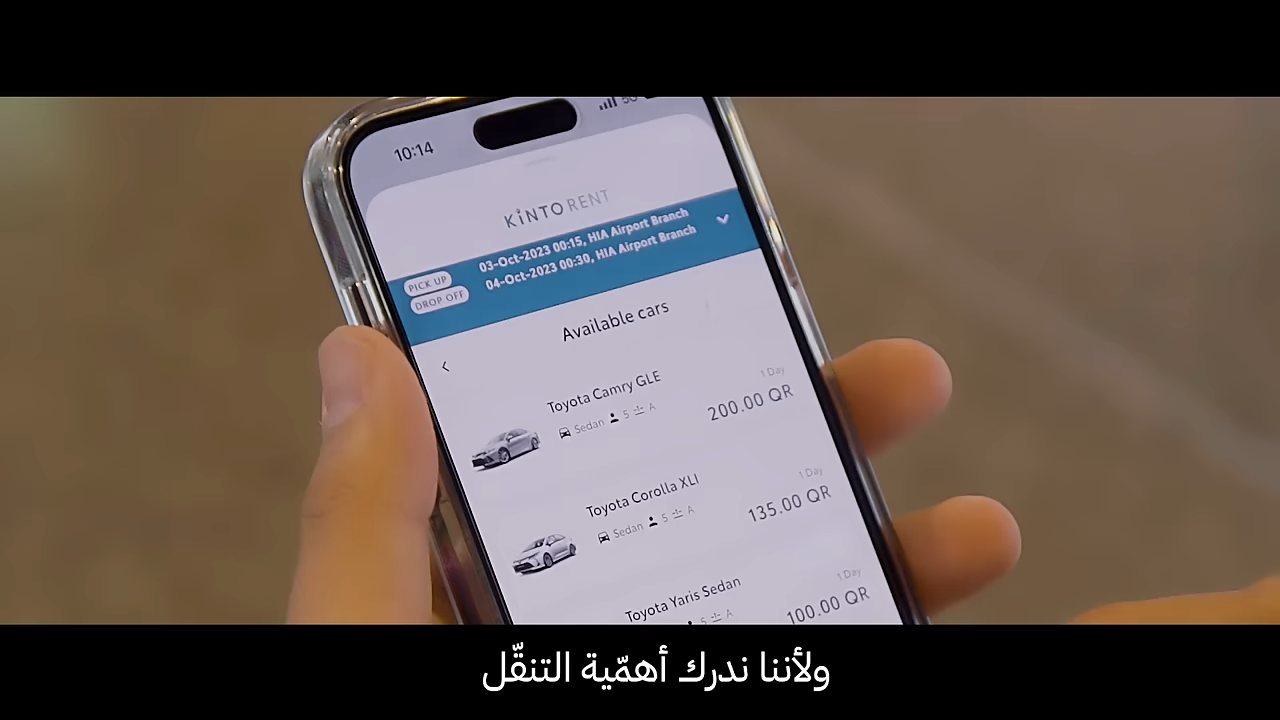 10:14
5G
KINTO RENT
PICK UP
03-Oct-2023 00:15, HIA Airport Branch
DROP OFF
04-Oct-2023 00:30, HIA Airport Branch
Available cars
Toyota Camry GLE
1 Day
Sedan 5 A
200.00 QR
Toyota Corolla XLI
1 Day
Sedan 5 A
135.00 QR
Toyota Yaris Sedan
1 Day
5 A
100.00 QR
ولأننا ندرك أهمّية التنقّل